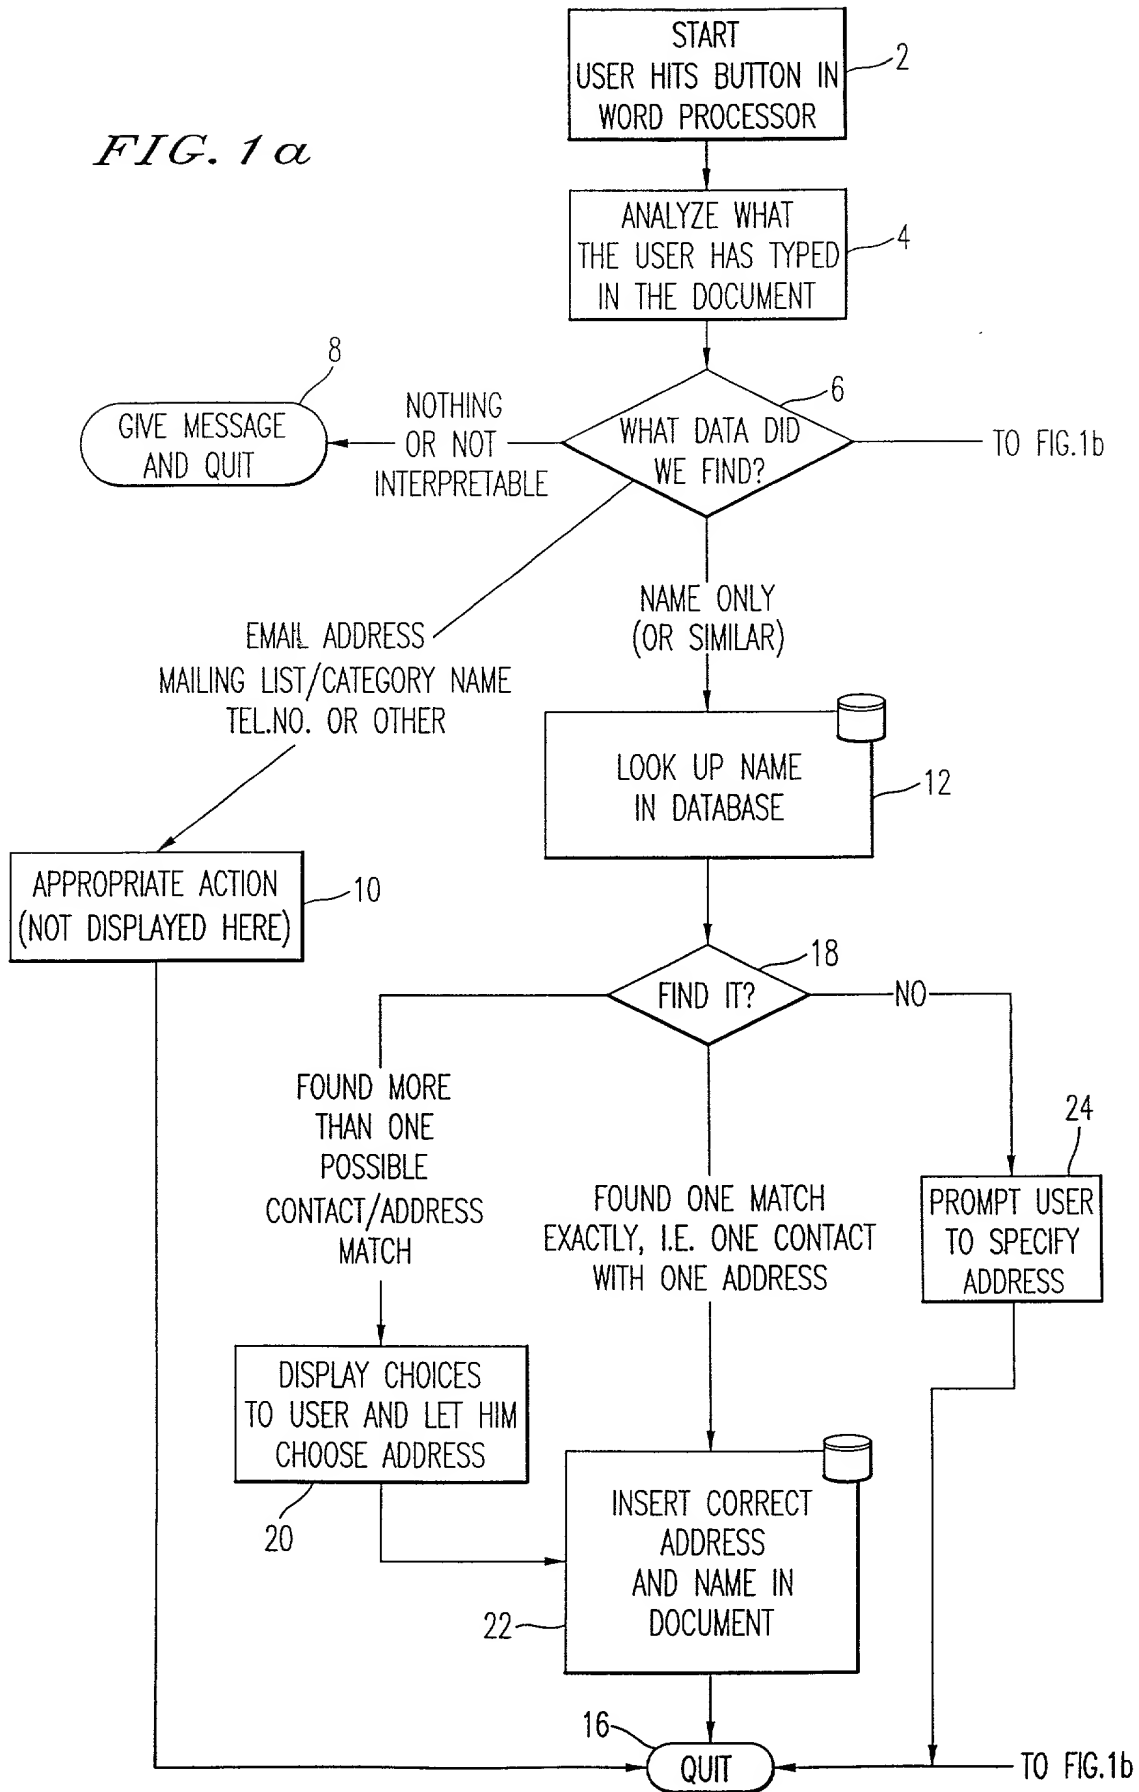 START
USER HITS BUTTON IN
WORD PROCESSOR
2
FIG. 1a
ANALYZE WHAT
THE USER HAS TYPED
IN THE DOCUMENT
4
8
GIVE MESSAGE
AND QUIT
NOTHING
OR NOT
INTERPRETABLE
6
WHAT DATA DID
WE FIND?
TO FIG.1b
EMAIL ADDRESS
MAILING LIST/CATEGORY NAME
TEL.NO. OR OTHER
NAME ONLY
(OR SIMILAR)
LOOK UP NAME
IN DATABASE
12
APPROPRIATE ACTION
(NOT DISPLAYED HERE)
10
18
FIND IT?
NO
FOUND MORE
THAN ONE
POSSIBLE
CONTACT/ADDRESS
MATCH
FOUND ONE MATCH
EXACTLY, I.E. ONE CONTACT
WITH ONE ADDRESS
24
PROMPT USER
TO SPECIFY
ADDRESS
DISPLAY CHOICES
TO USER AND LET HIM
CHOOSE ADDRESS
20
INSERT CORRECT
ADDRESS
AND NAME IN
DOCUMENT
22
16
QUIT
TO FIG.1b